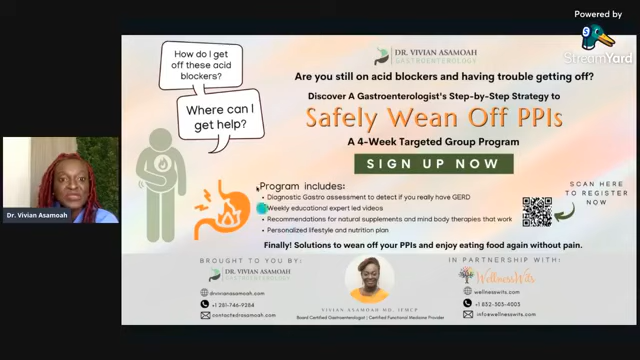 Powered by
StreamYard
How do I get
off these acid
blockers?
Where can I
get help?
DR. VIVIAN ASAMOAH
GASTROENTEROLOGY
Are you still on acid blockers and having trouble getting off?
Discover A Gastroenterologist's Step-by-Step Strategy to
Safely Wean Off PPIs
A 4-Week Targeted Group Program
SIGN UP NOW
Program includes:
• Diagnostic Gastro assessment to detect if you really have GERD
Weekly educational expert led videos
• Recommendations for natural supplements and mind body therapies that work
• Personalized lifestyle and nutrition plan
SCAN HERE
TO REGISTER
NOW
Finally! Solutions to wean off your PPIs and enjoy eating food again without pain.
Dr. Vivian Asamoah
BROUGHT TO YOU BY:
DR. VIVIAN ASAMOAH
GASTROENTEROLOGY
drvivianasamoah.com
+1 281-746-9284
contact@drasamoah.com
VIVIAN ASAMOAH MD, IFMCP
Board Certified Gastroenterologist | Certified Functional Medicine Provider
IN PARTNERSHIP WITH:
WellnessWits
wellnesswits.com
+1 832-303-4003
info@wellnesswits.com